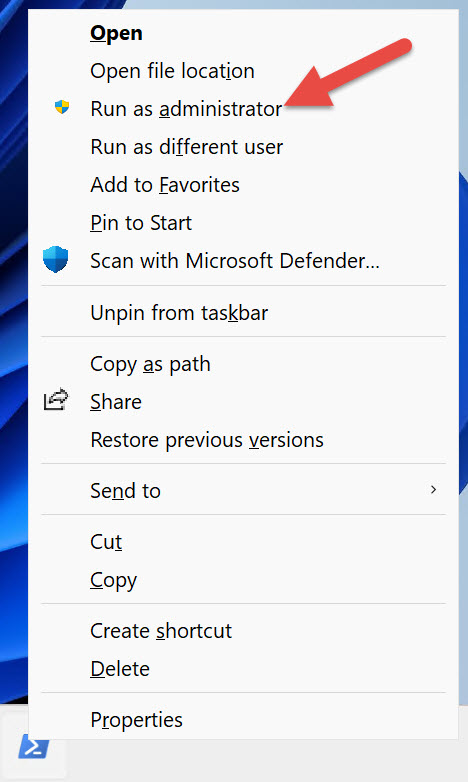 Open
Open file location
Run as administrator
Run as different user
Add to Favorites
Pin to Start
Scan with Microsoft Defender...
Unpin from taskbar
Copy as path
Share
Restore previous versions
Send to
Cut
Copy
Create shortcut
Delete
Properties